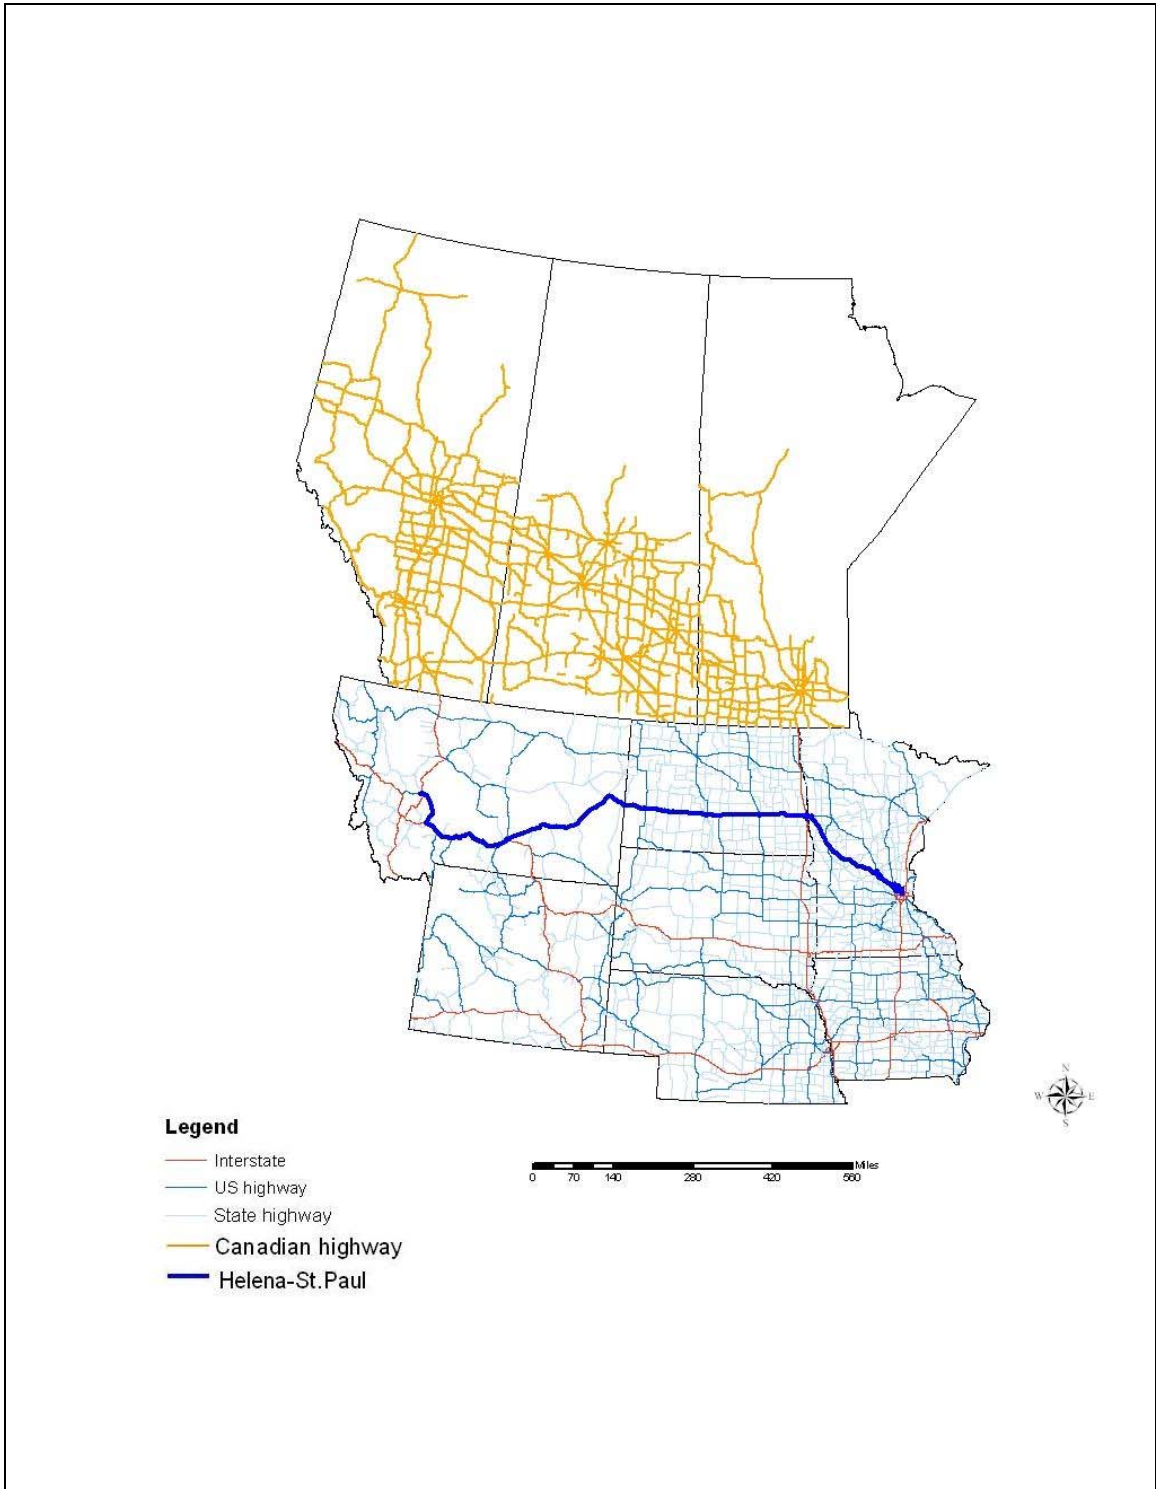 N
W E
S
Legend
Interstate
US highway
State highway
Canadian highway
Helena-St.Paul
Miles
0 70 140 280 420 560